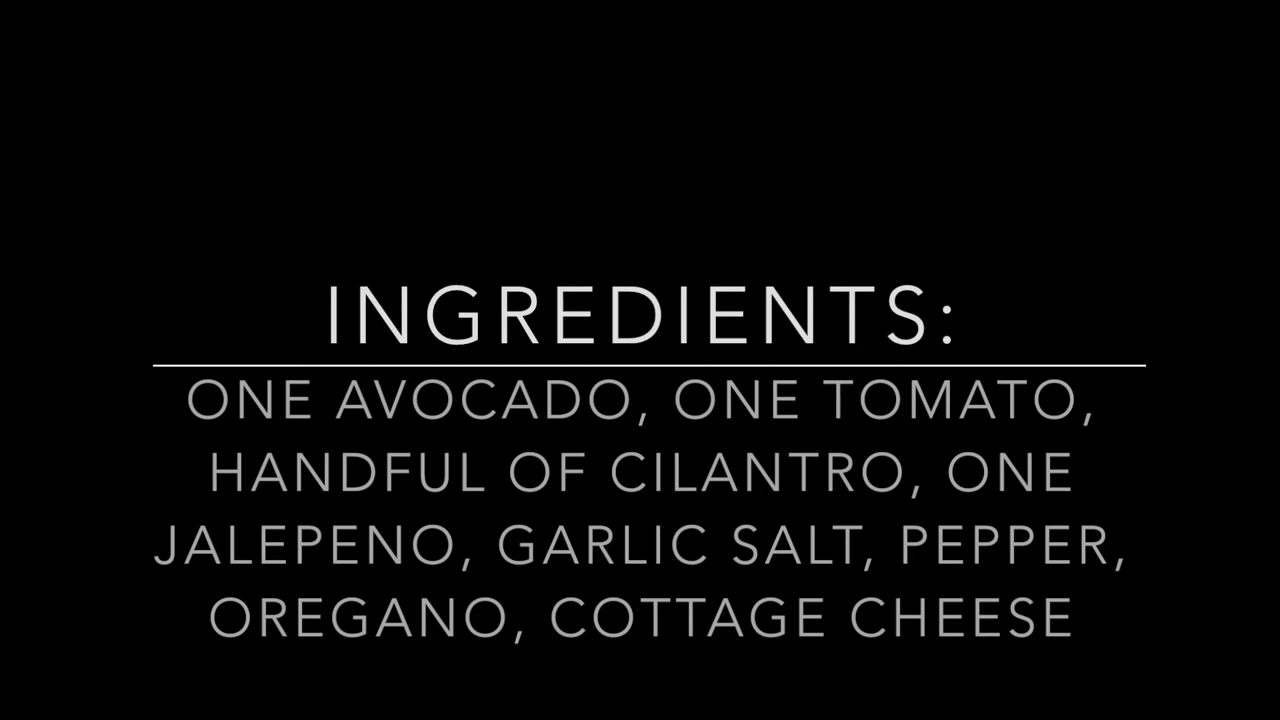 INGREDIENTS:
ONE AVOCADO, ONE TOMATO,
HANDFUL OF CILANTRO, ONE
JALEPENO, GARLIC SALT, PEPPER,
OREGANO, COTTAGE CHEESE